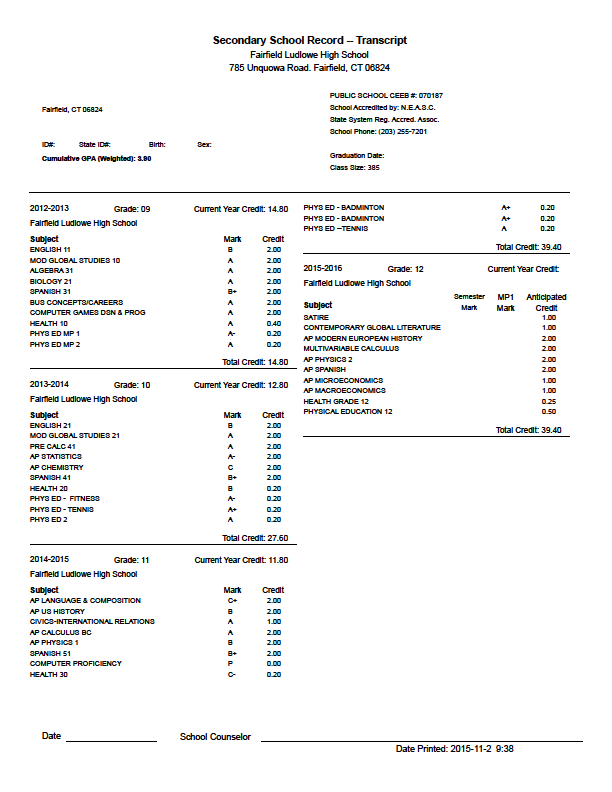 Secondary School Record -- Transcript
Fairfield Ludlowe High School
785 Unquowa Road. Fairfield, CT 06824
Fairfield, CT 06824
ID#: State ID#: Birth: Sex:
Cumulative GPA (Weighted): 3.90
PUBLIC SCHOOL CEEB #: 070187
School Accredited by: N.E.A.S.C.
State System Reg. Accred. Assoc.
School Phone: (203) 255-7201
Graduation Date:
Class Size: 385
2012-2013 Grade: 09 Current Year Credit: 14.80
Fairfield Ludlowe High School
Subject Mark Credit
ENGLISH 11 B 2.00
MOD GLOBAL STUDIES 10 A 2.00
ALGEBRA 31 A 2.00
BIOLOGY 21 A 2.00
SPANISH 31 B+ 2.00
BUS CONCEPTS/CAREERS A 2.00
COMPUTER GAMES DSN & PROG A 2.00
HEALTH 10 A 0.40
PHYS ED MP 1 A- 0.20
PHYS ED MP 2 A 0.20
Total Credit: 14.80
2013-2014 Grade: 10 Current Year Credit: 12.80
Fairfield Ludlowe High School
Subject Mark Credit
ENGLISH 21 B 2.00
MOD GLOBAL STUDIES 21 A 2.00
PRE CALC 41 A 2.00
AP STATISTICS A- 2.00
AP CHEMISTRY C 2.00
SPANISH 41 B+ 2.00
HEALTH 20 B 0.20
PHYS ED - FITNESS A- 0.20
PHYS ED - TENNIS A+ 0.20
PHYS ED 2 A 0.20
Total Credit: 27.60
2014-2015 Grade: 11 Current Year Credit: 11.80
Fairfield Ludlowe High School
Subject Mark Credit
AP LANGUAGE & COMPOSITION C+ 2.00
AP US HISTORY B 2.00
CIVICS-INTERNATIONAL RELATIONS A 1.00
AP CALCULUS BC A 2.00
AP PHYSICS 1 B 2.00
SPANISH 51 B+ 2.00
COMPUTER PROFICIENCY P 0.00
HEALTH 30 C- 0.20
PHYS ED - BADMINTON A+ 0.20
PHYS ED - BADMINTON A+ 0.20
PHYS ED –TENNIS A 0.20
Total Credit: 39.40
2015-2016 Grade: 12 Current Year Credit:
Fairfield Ludlowe High School
Subject Semester Mark MP1 Mark Anticipated Credit
SATIRE 1.00
CONTEMPORARY GLOBAL LITERATURE 1.00
AP MODERN EUROPEAN HISTORY 2.00
MULTIVARIABLE CALCULUS 2.00
AP PHYSICS 2 2.00
AP SPANISH 2.00
AP MICROECONOMICS 1.00
AP MACROECONOMICS 1.00
HEALTH GRADE 12 0.25
PHYSICAL EDUCATION 12 0.50
Total Credit: 39.40
Date School Counselor
Date Printed: 2015-11-2 9:38